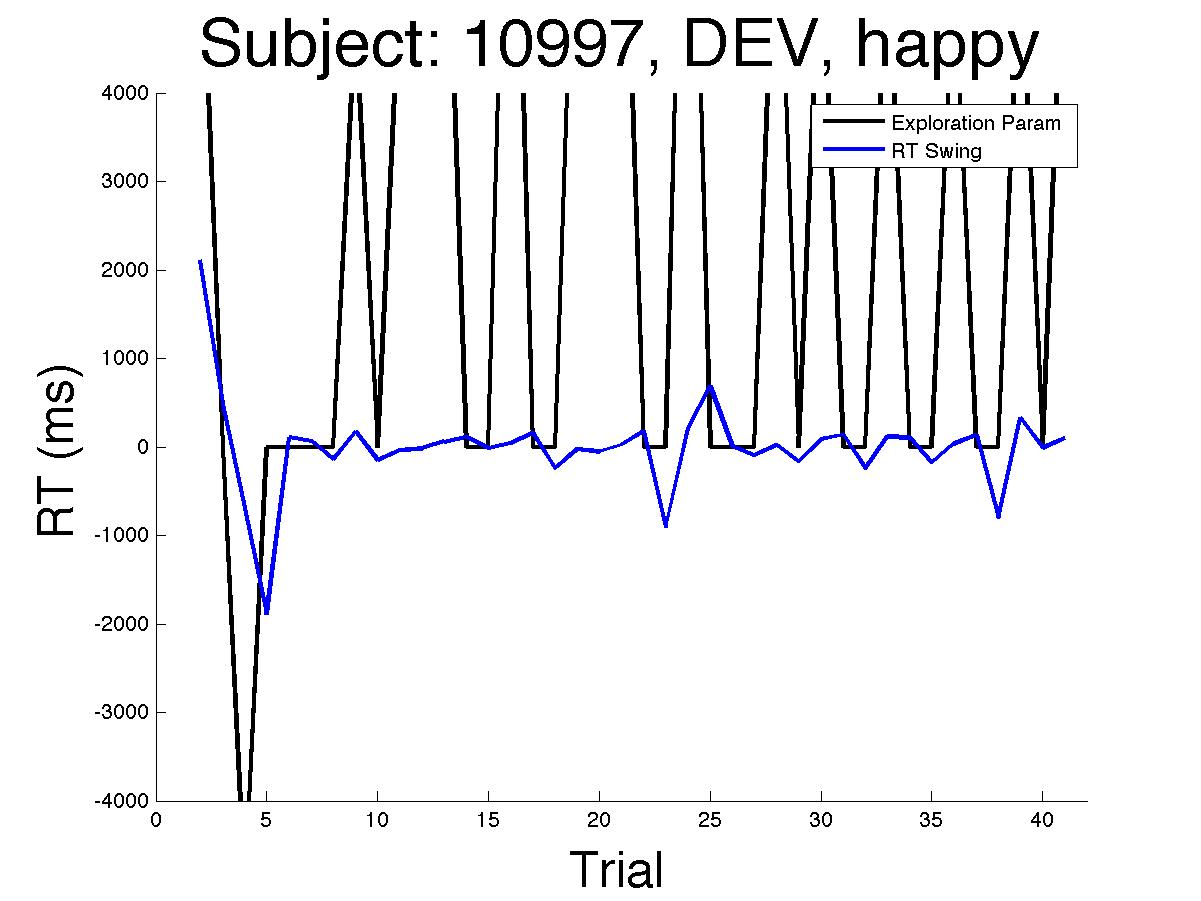 Subject: 10997, DEV, happy
4000
3000
2000
1000
0
-1000
-2000
-3000
-4000
RT (ms)
Exploration Param
RT Swing
0 5 10 15 20 25 30 35 40
Trial